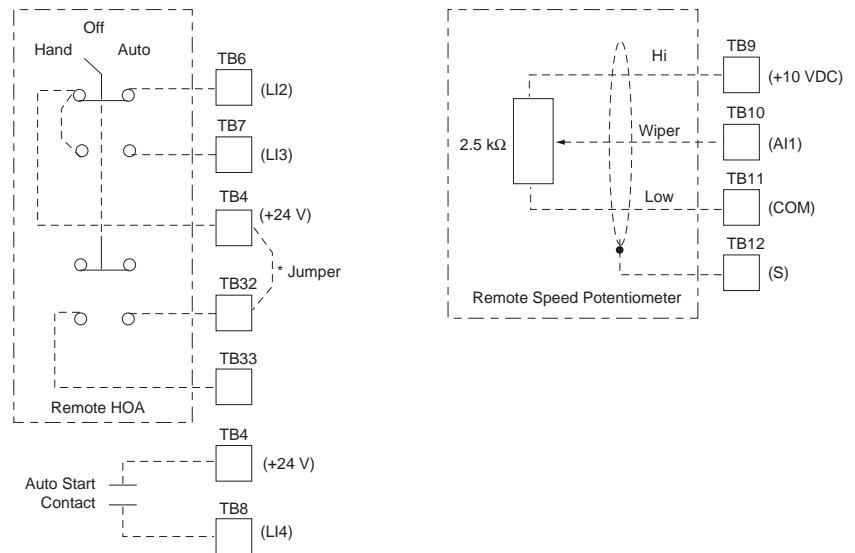 Off
Hand Auto
TB6
(LI2)
TB7
(LI3)
TB4
(+24 V)
* Jumper
TB32
TB33
Remote HOA
TB4
(+24 V)
Auto Start
Contact
TB8
(LI4)
TB9
Hi
(+10 VDC)
TB10
2.5 kΩ
Wiper
(AI1)
TB11
Low
(COM)
TB12
(S)
Remote Speed Potentiometer